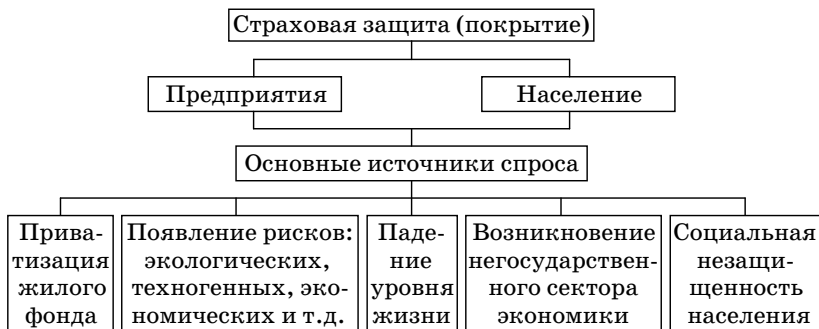 Страховая защита (покрытие)
Предприятия
Население
Основные источники спроса
Прива-
тизация
жилого
фонда
Появление рисков:
экологических,
техногенных, эко-
номических и т.д.
Паде-
ние
уровня
жизни
Возникновение
негосударствен-
ного сектора
экономики
Социальная
незащи-
щенность
населения